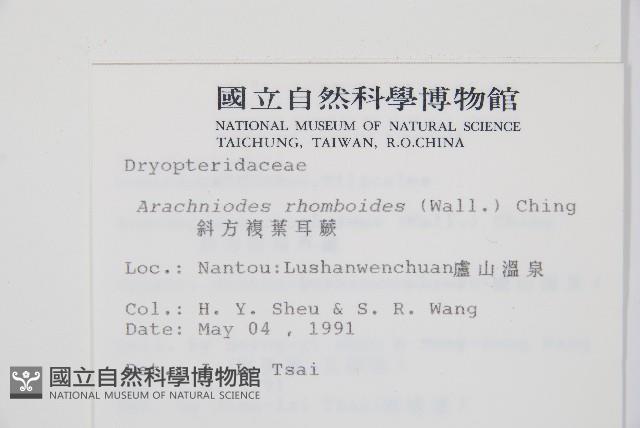 國立自然科學博物館
NATIONAL MUSEUM OF NATURAL SCIENCE
TAICHUNG, TAIWAN, R.O.CHINA
Dryopteridaceae
Arachniodes rhomboides (Wall.) Ching
斜方複葉耳蕨
Loc.: Nantou:Lushanwenchuan盧山溫泉
Col.: H. Y. Sheu & S. R. Wang
Date: May 04 , 1991
Tsai
國立自然科學博物館
NATIONAL MUSEUM OF NATURAL SCIENCE